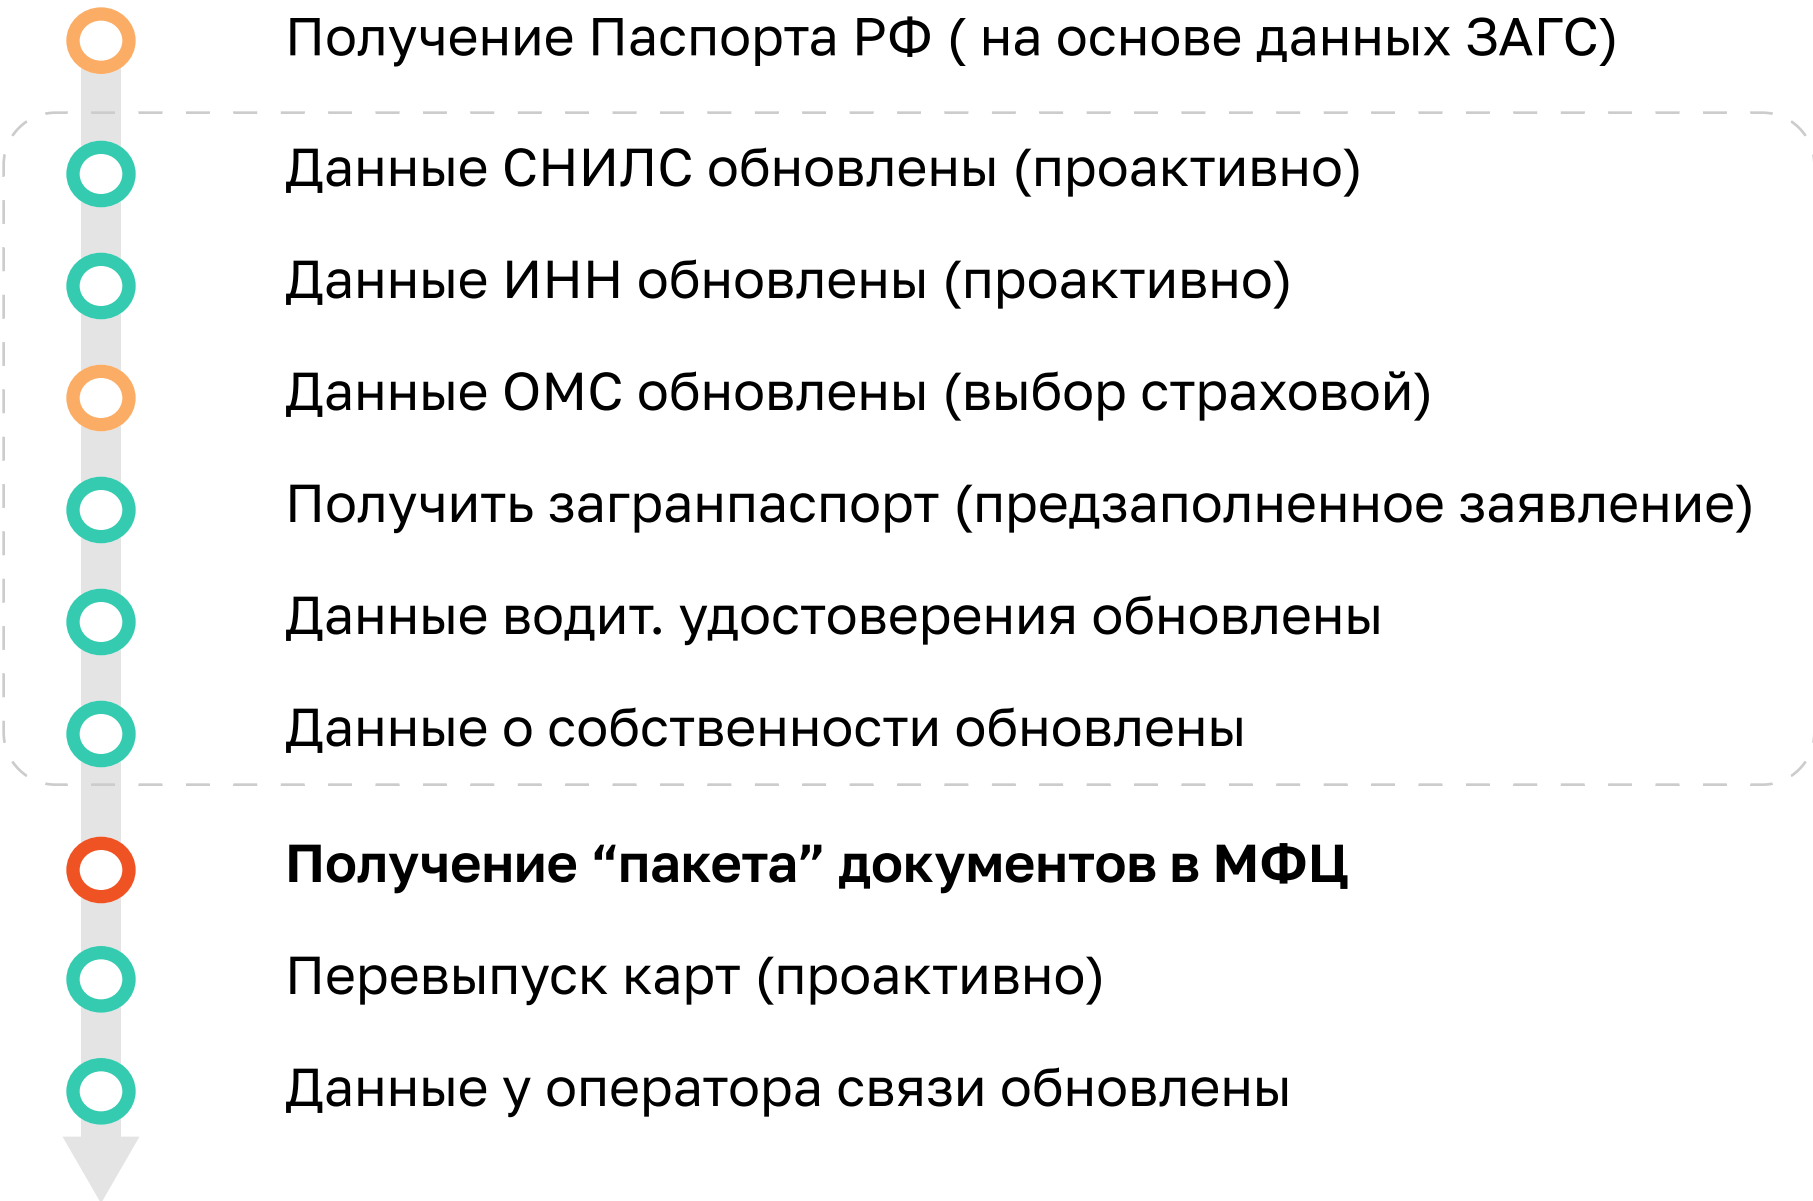 Получение Паспорта РФ ( на основе данных ЗАГС)
Данные СНИЛС обновлены (проактивно)
Данные ИНН обновлены (проактивно)
Данные ОМС обновлены (выбор страховой)
Получить загранпаспорт (предзаполненное заявление)
Данные водит. удостоверения обновлены
Данные о собственности обновлены
Получение “пакета” документов в МФЦ
Перевыпуск карт (проактивно)
Данные у оператора связи обновлены